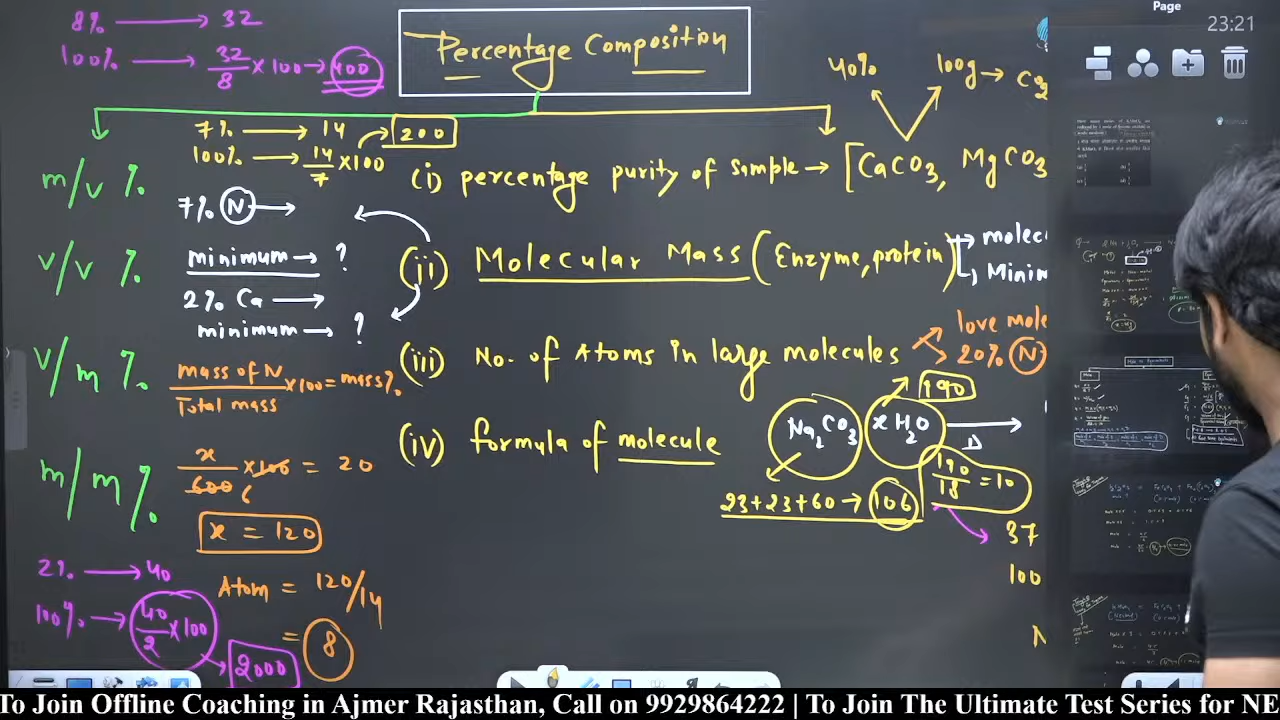 Page
23:21
8% → 32
100% → 32/8 × 100 → 400
Percentage Composition
40%
100g →
7% → 14
100% → 14/7 × 100
200
m/v %
(i) percentage purity of sample → [CaCO3, MgCO3
7% N →
v/v %
minimum → ?
(ii) Molecular Mass (Enzyme, protein)
→ molec
↳ Minim
2% Ca →
minimum → ?
love mole
(iii) No. of Atoms in large molecules
20% N
v/m %
mass of N/Total mass × 100 = mass%.
190
(iv) formula of molecule
Na2CO3 xH2O →
Δ
m/m %
x/600 × 100 = 20
6
190/18 = 10
23+23+60 → 106
x = 120
37
2% → 40
100
Atom = 120/14
100% → 40/2 × 100
= 8
2000
To Join Offline Coaching in Ajmer Rajasthan, Call on 9929864222 | To Join The Ultimate Test Series for NE